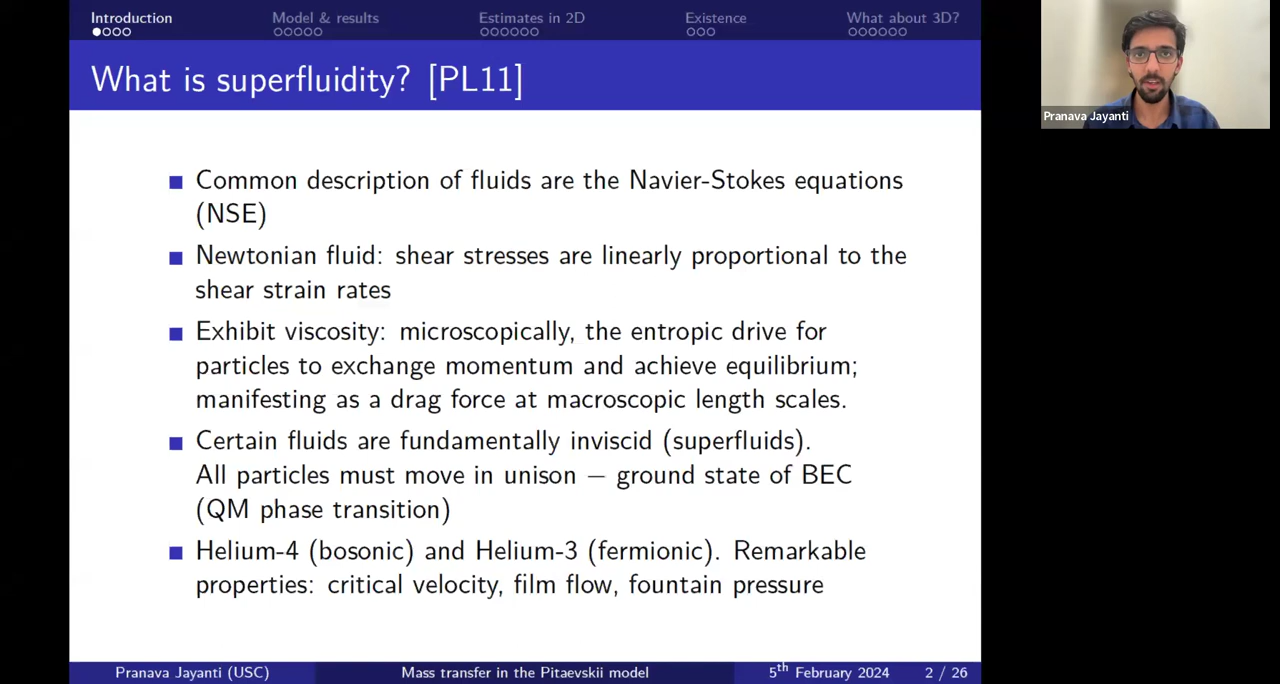 Introduction
Model & results
Estimates in 2D
Existence
What about 3D?
What is superfluidity? [PL11]
Pranava Jayanti
Common description of fluids are the Navier-Stokes equations
(NSE)
Newtonian fluid: shear stresses are linearly proportional to the
shear strain rates
Exhibit viscosity: microscopically, the entropic drive for
particles to exchange momentum and achieve equilibrium;
manifesting as a drag force at macroscopic length scales.
Certain fluids are fundamentally inviscid (superfluids).
All particles must move in unison – ground state of BEC
(QM phase transition)
Helium-4 (bosonic) and Helium-3 (fermionic). Remarkable
properties: critical velocity, film flow, fountain pressure
Pranava Jayanti (USC)
Mass transfer in the Pitaevskii model
5th February 2024
2 / 26